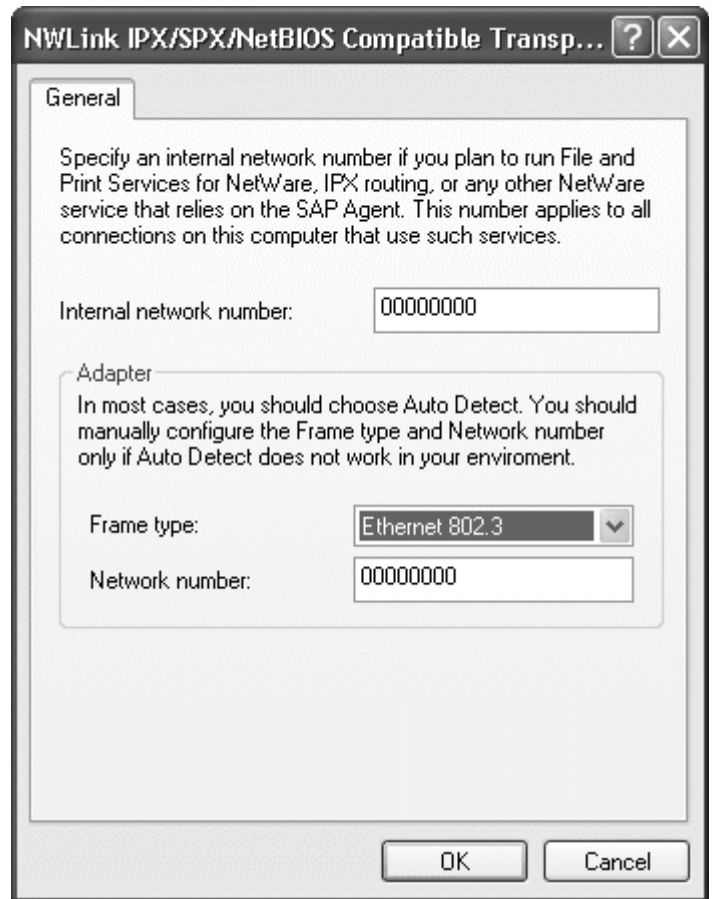 NWLink IPX/SPX/NetBIOS Compatible Transp...
General
Specify an internal network number if you plan to run File and
Print Services for NetWare, IPX routing, or any other NetWare
service that relies on the SAP Agent. This number applies to all
connections on this computer that use such services.
Internal network number: 00000000
Adapter
In most cases, you should choose Auto Detect. You should
manually configure the Frame type and Network number
only if Auto Detect does not work in your enviroment.
Frame type: Ethernet 802.3
Network number: 00000000
OK Cancel